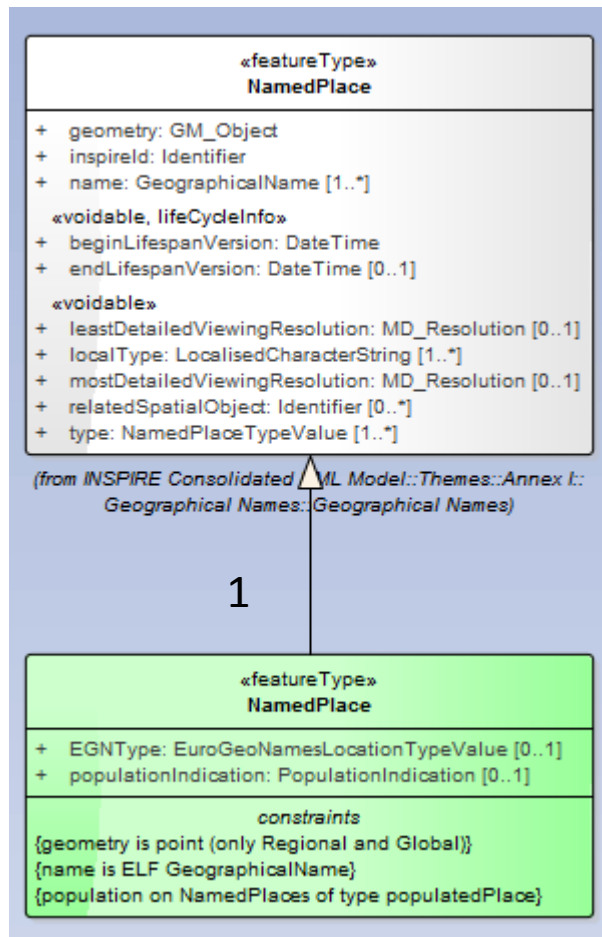 «featureType»
NamedPlace
+ geometry: GM_Object
+ inspireId: Identifier
+ name: GeographicalName [1..*]
«voidable, lifeCycleInfo»
+ beginLifespanVersion: DateTime
+ endLifespanVersion: DateTime [0..1]
«voidable»
+ leastDetailedViewingResolution: MD_Resolution [0..1]
+ localType: LocalisedCharacterString [1..*]
+ mostDetailedViewingResolution: MD_Resolution [0..1]
+ relatedSpatialObject: Identifier [0..*]
+ type: NamedPlaceTypeValue [1..*]
(from INSPIRE Consolidated ML Model::Themes::Annex I::
Geographical Names::Geographical Names)
1
«featureType»
NamedPlace
+ EGNType: EuroGeoNamesLocationTypeValue [0..1]
+ populationIndication: PopulationIndication [0..1]
constraints
{geometry is point (only Regional and Global)}
{name is ELF GeographicalName}
{population on NamedPlaces of type populatedPlace}